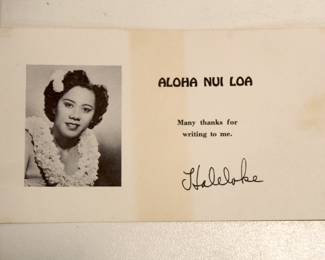 ALOHA NUI LOA
Many thanks for
writing to me.
Haleloke